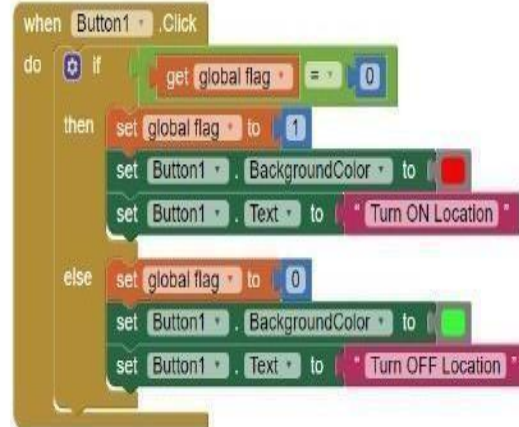 when Button1 .Click
do if get global flag = 0
then set global flag to 1
set Button1 . BackgroundColor to
set Button1 . Text to " Turn ON Location "
else set global flag to 0
set Button1 . BackgroundColor to
set Button1 . Text to " Turn OFF Location "